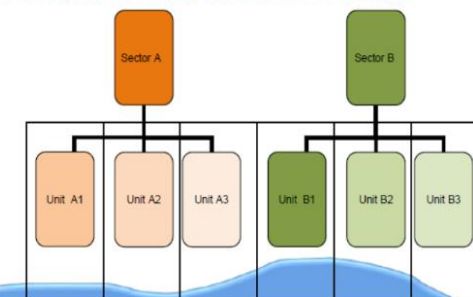 Sector A
Sector B
Unit A1
Unit A2
Unit A3
Unit B1
Unit B2
Unit B3